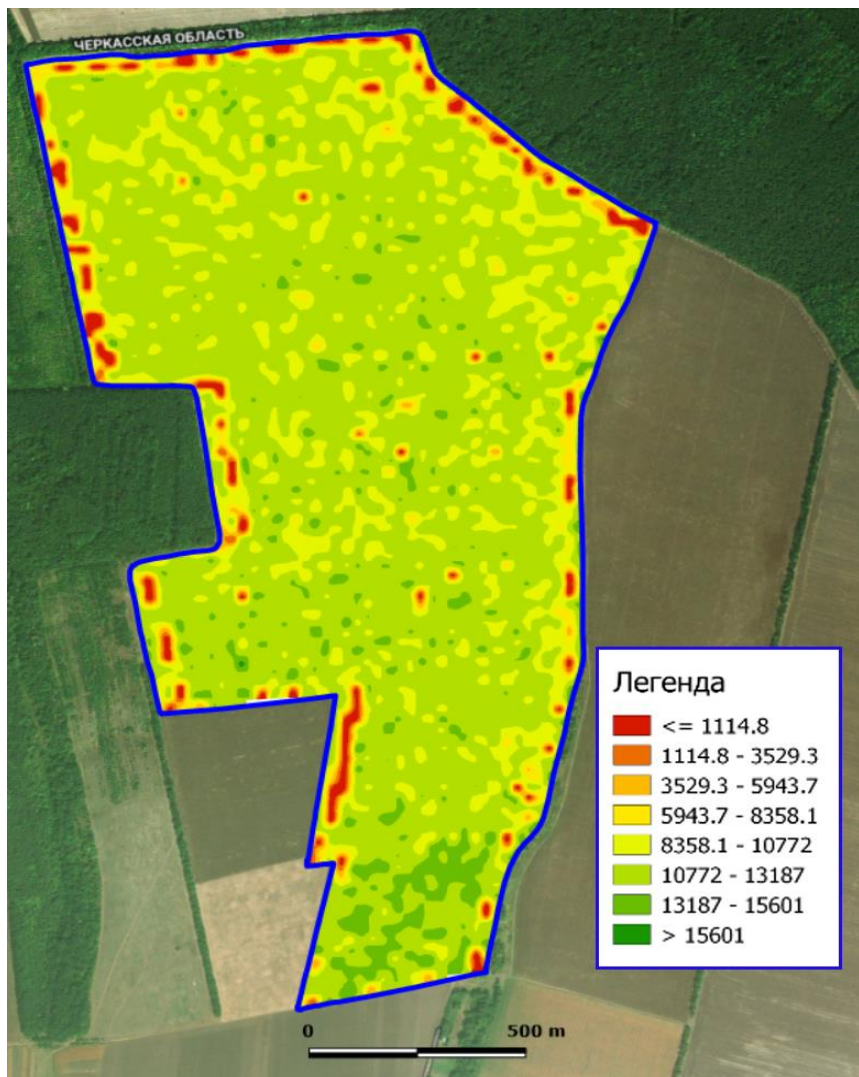 ЧЕРКАССКАЯ ОБЛАСТЬ
Легенда
<= 1114.8
1114.8 - 3529.3
3529.3 - 5943.7
5943.7 - 8358.1
8358.1 - 10772
10772 - 13187
13187 - 15601
> 15601
0 500 m